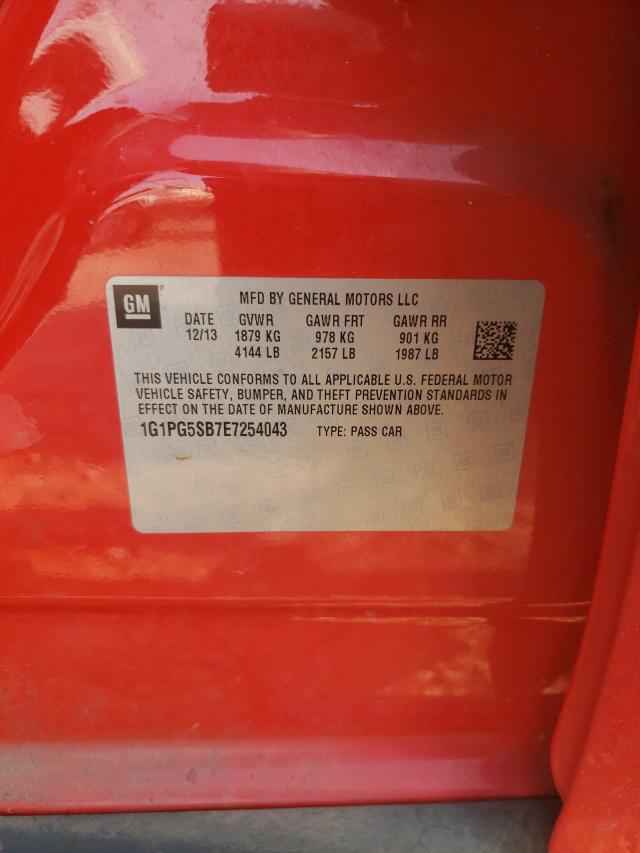 GM
®
MFD BY GENERAL MOTORS LLC
DATE GVWR GAWR FRT GAWR RR
12/13 1879 KG 978 KG 901 KG
4144 LB 2157 LB 1987 LB
THIS VEHICLE CONFORMS TO ALL APPLICABLE U.S. FEDERAL MOTOR
VEHICLE SAFETY, BUMPER, AND THEFT PREVENTION STANDARDS IN
EFFECT ON THE DATE OF MANUFACTURE SHOWN ABOVE.
1G1PG5SB7E7254043 TYPE: PASS CAR